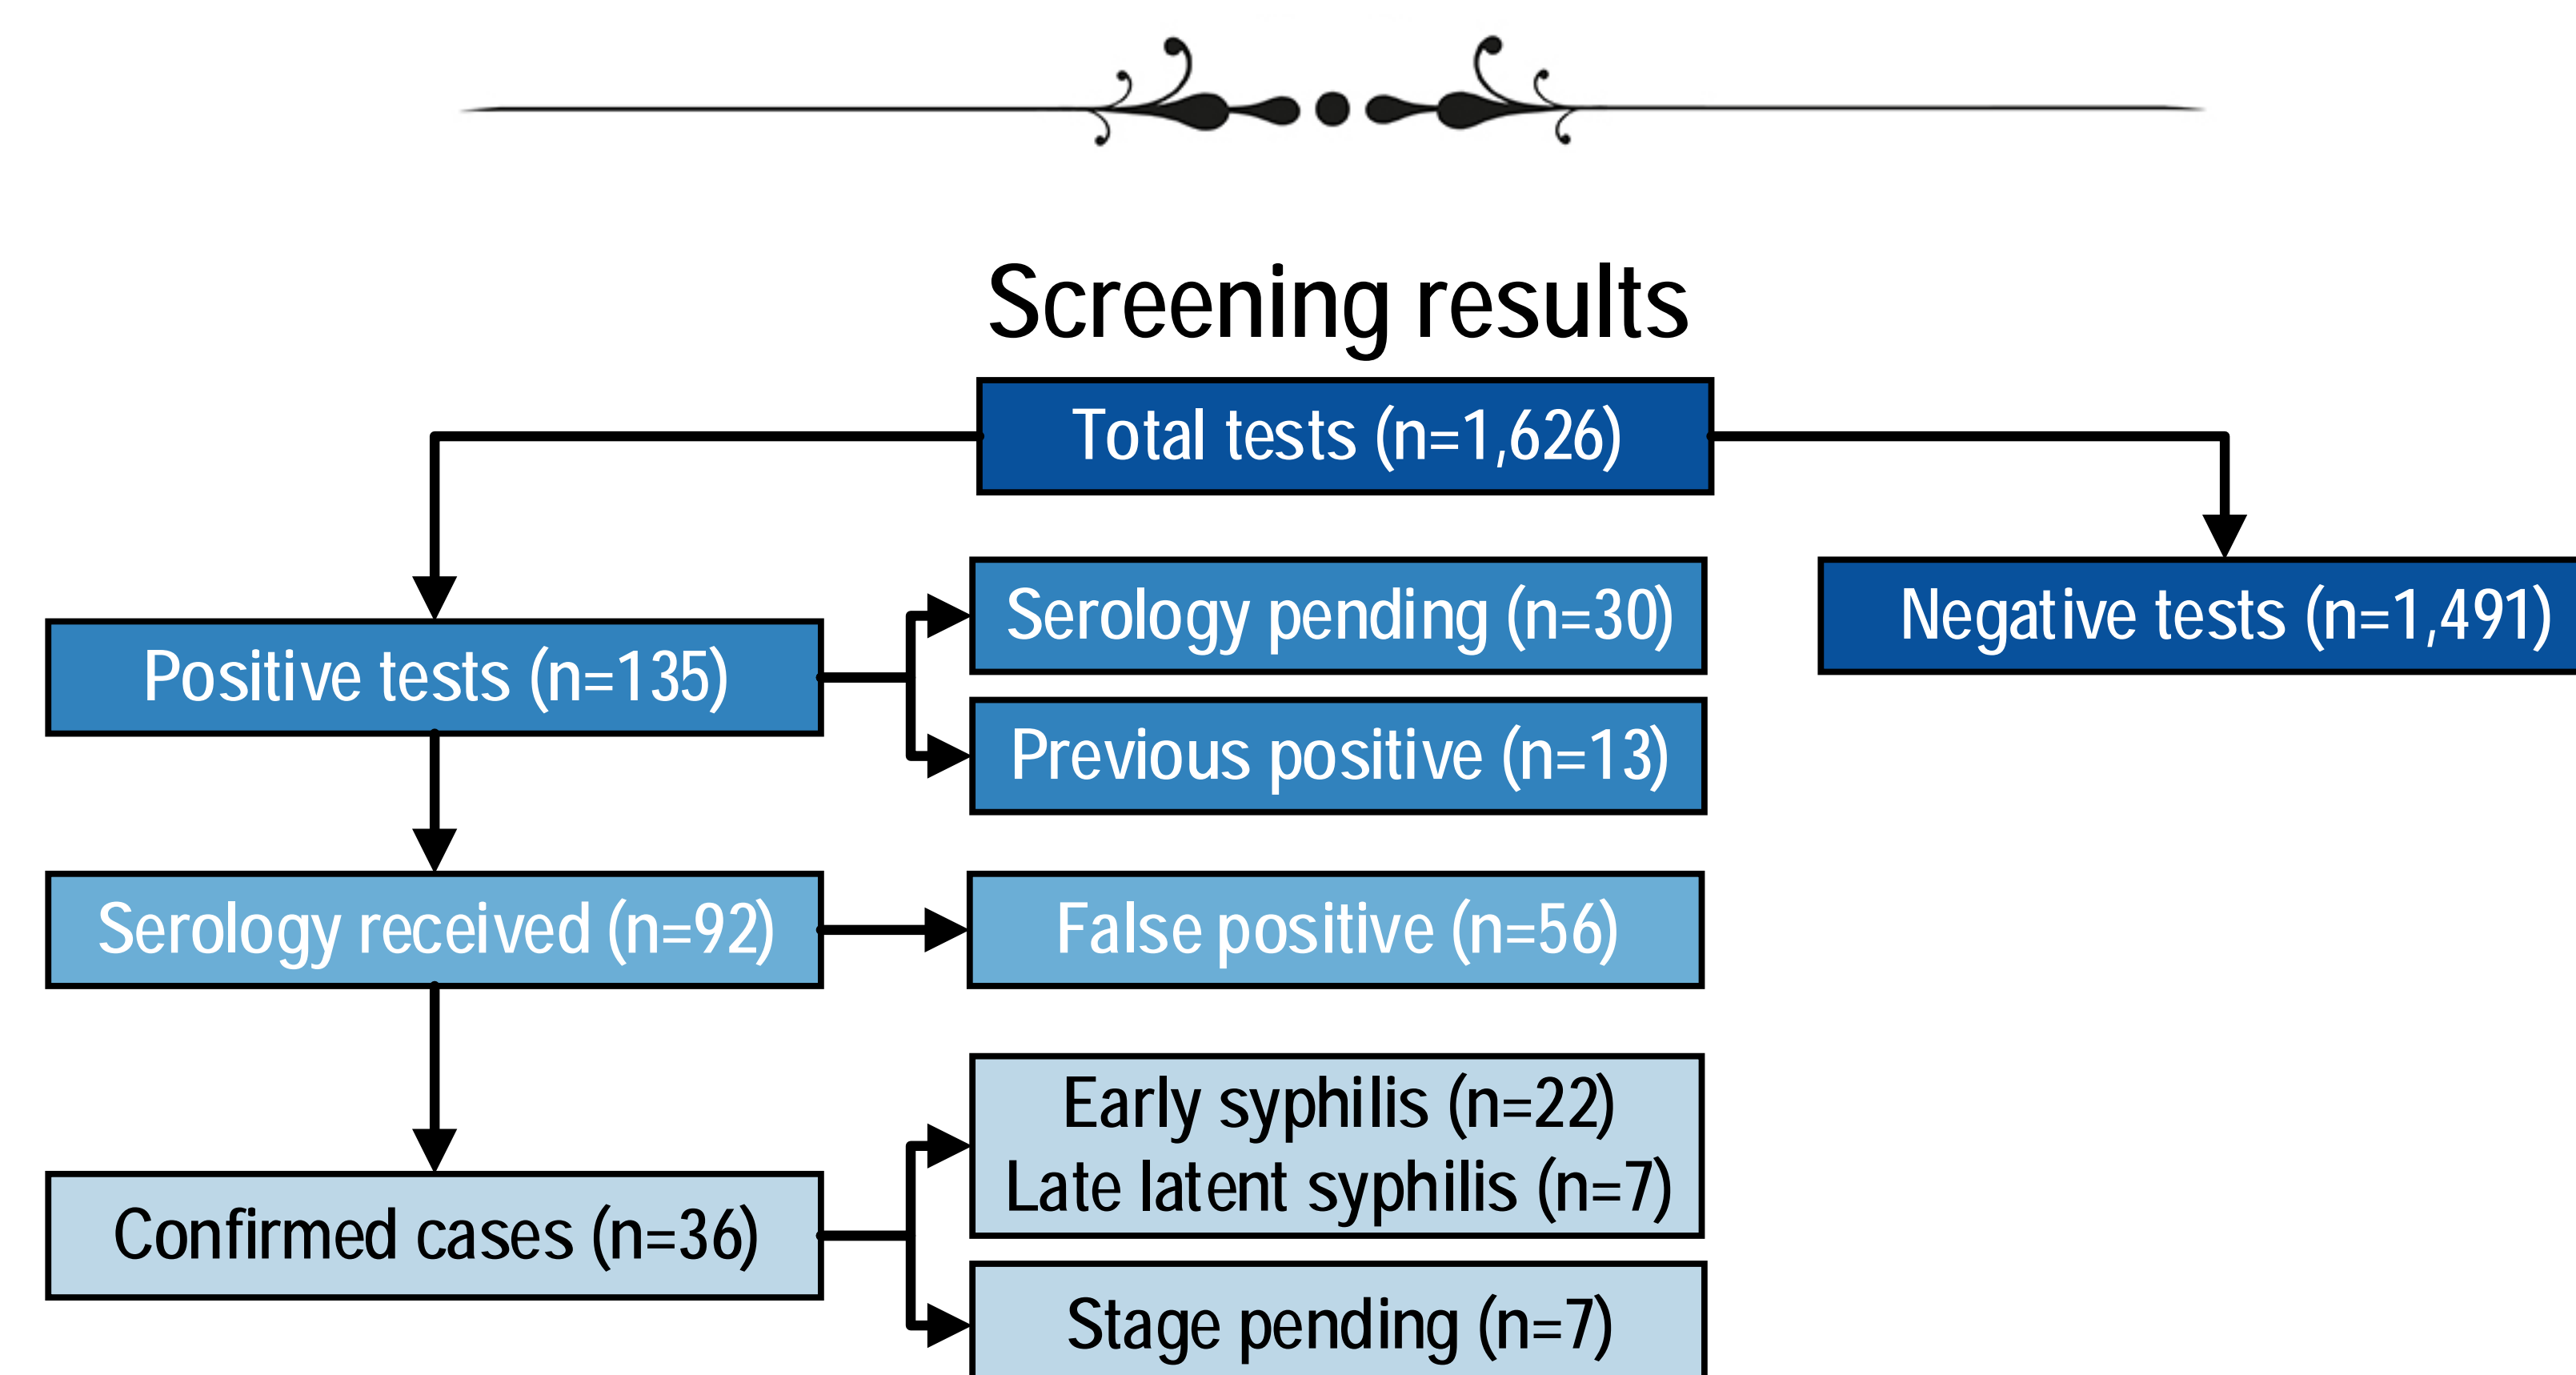 Screening results
Total tests (n=1,626)
Negative tests (n=1,491)
Positive tests (n=135)
Serology pending (n=30)
Previous positive (n=13)
Serology received (n=92)
False positive (n=56)
Confirmed cases (n=36)
Early syphilis (n=22)
Late latent syphilis (n=7)
Stage pending (n=7)